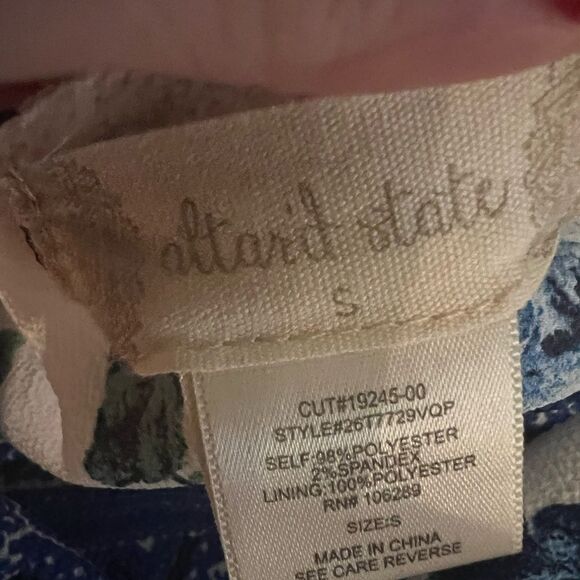 altar'd state
S
CUT#19245-00
STYLE#26T7729VQP
SELF:98%POLYESTER
2%SPANDEX
LINING:100%POLYESTER
RN# 106289
SIZE:S
MADE IN CHINA
SEE CARE REVERSE